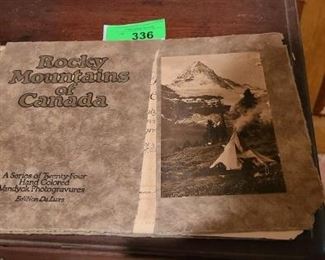 336
Rocky
Mountains
of
Canada
A Series of Twenty-Four
Hand Colored
Vandyck Photogravures
Edition De Luxe